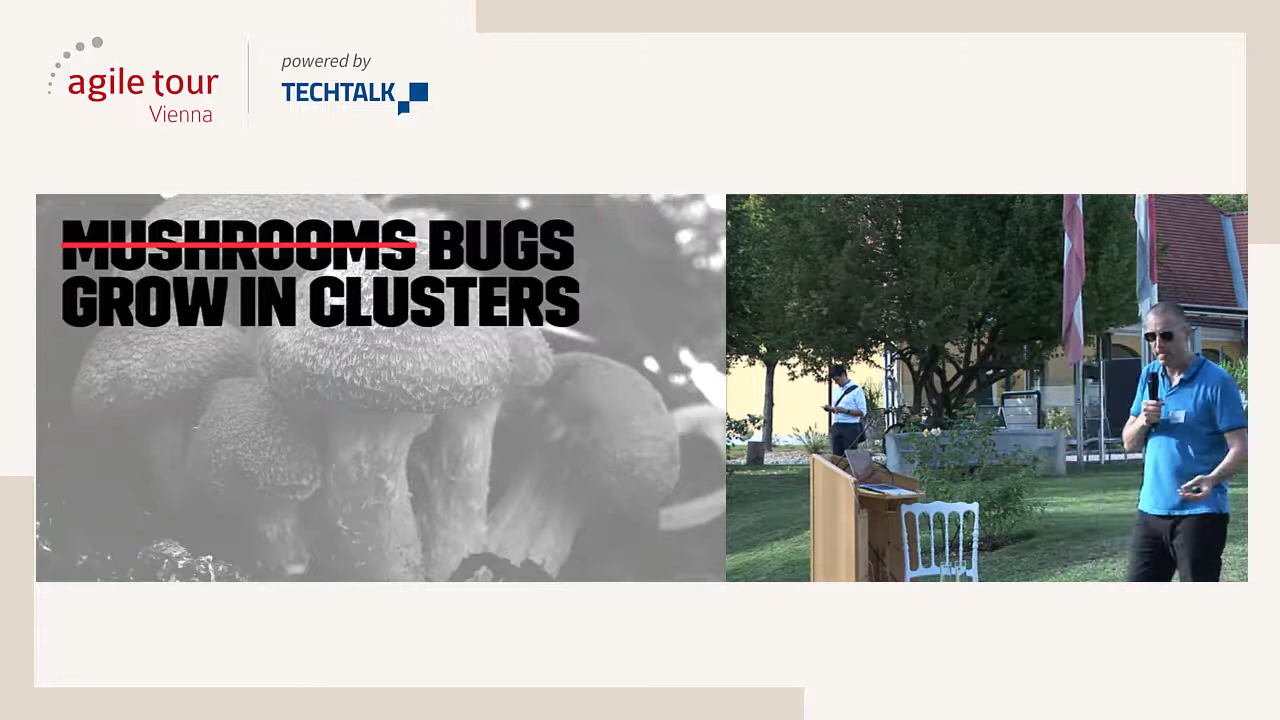 agile tour
Vienna
powered by
TECHTALK
MUSHROOMS BUGS
GROW IN CLUSTERS